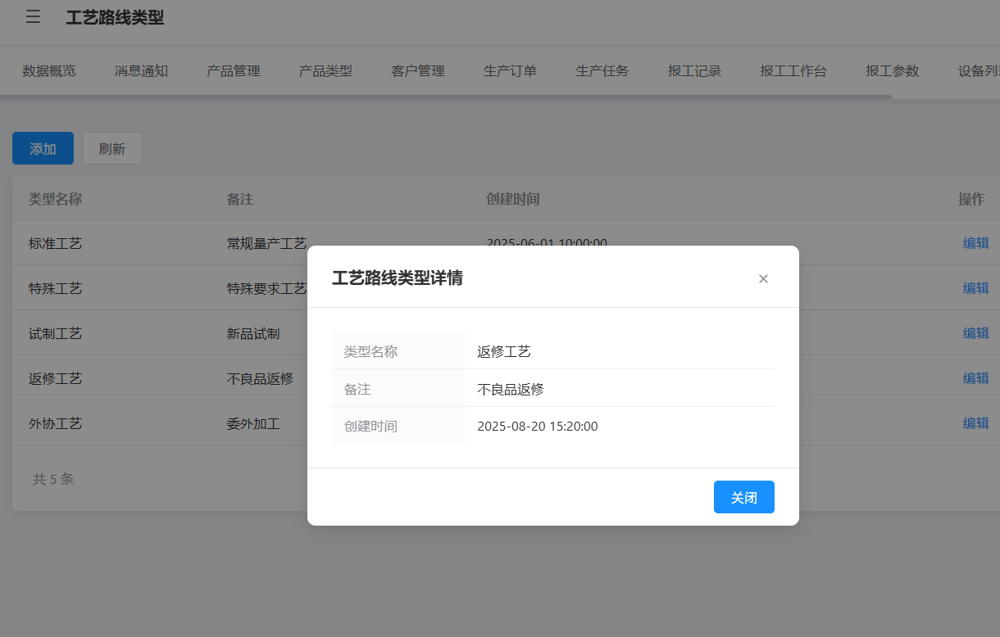 ☰ 工艺路线类型
数据概览 消息通知 产品管理 产品类型 客户管理 生产订单 生产任务 报工记录 报工工作台 报工参数 设备列
添加 刷新
类型名称 备注 创建时间 操作
标准工艺 常规量产工艺 2025-06-01 10:00:00 编辑
特殊工艺 特殊要求工艺 编辑
试制工艺 新品试制 编辑
返修工艺 不良品返修 编辑
外协工艺 委外加工 编辑
共 5 条
工艺路线类型详情 ×
类型名称 返修工艺
备注 不良品返修
创建时间 2025-08-20 15:20:00
关闭